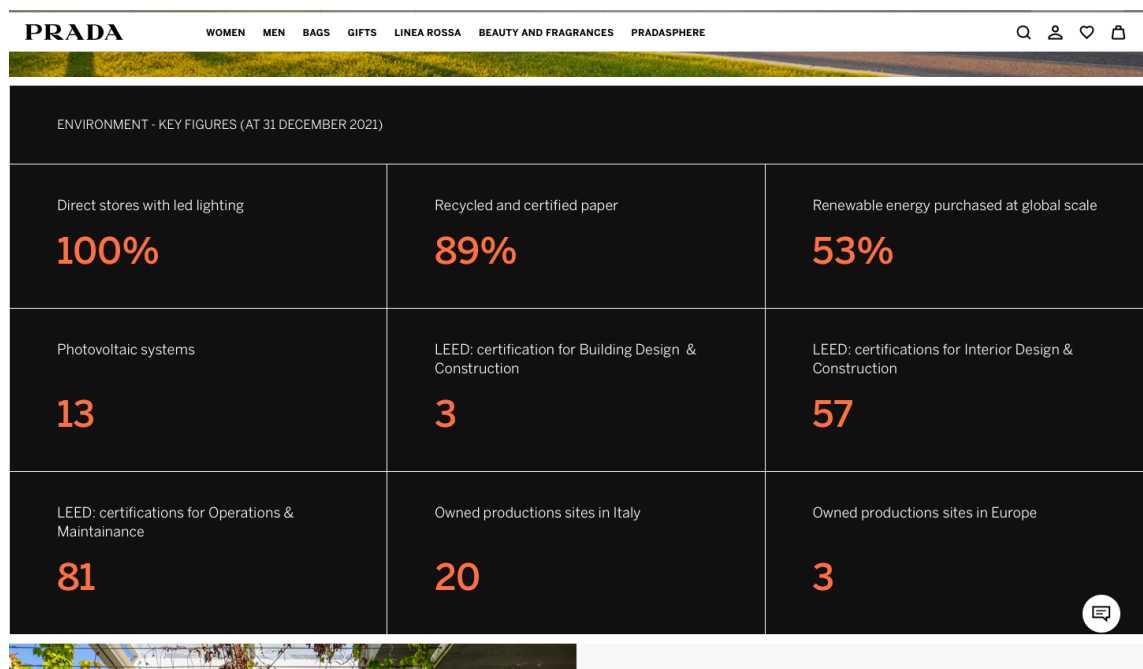 PRADA WOMEN MEN BAGS GIFTS LINEA ROSSA BEAUTY AND FRAGRANCES PRADASPHERE
ENVIRONMENT - KEY FIGURES (AT 31 DECEMBER 2021)
Direct stores with led lighting
100%
Recycled and certified paper
89%
Renewable energy purchased at global scale
53%
Photovoltaic systems
13
LEED: certification for Building Design &
Construction
3
LEED: certifications for Interior Design &
Construction
57
LEED: certifications for Operations &
Maintainance
81
Owned productions sites in Italy
20
Owned productions sites in Europe
3